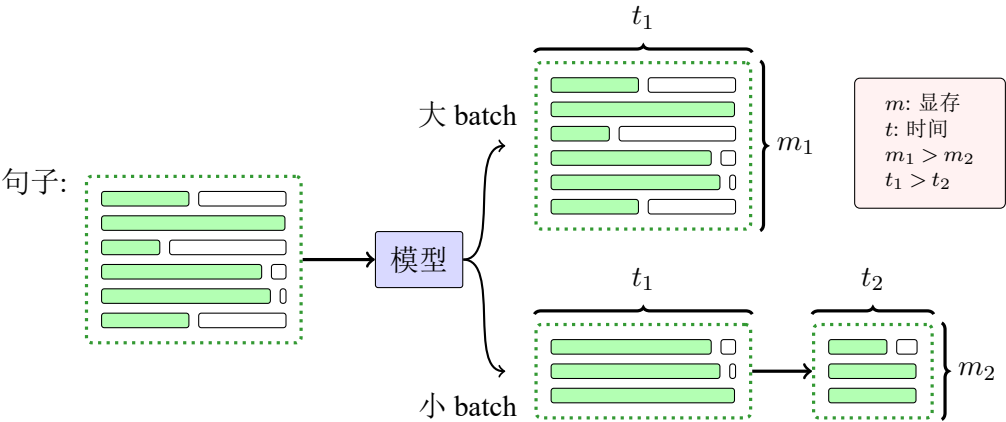 句子:
模型
大 batch
t₁
m₁
小 batch
t₁
t₂
m₂
m: 显存
t: 时间
m₁ > m₂
t₁ > t₂